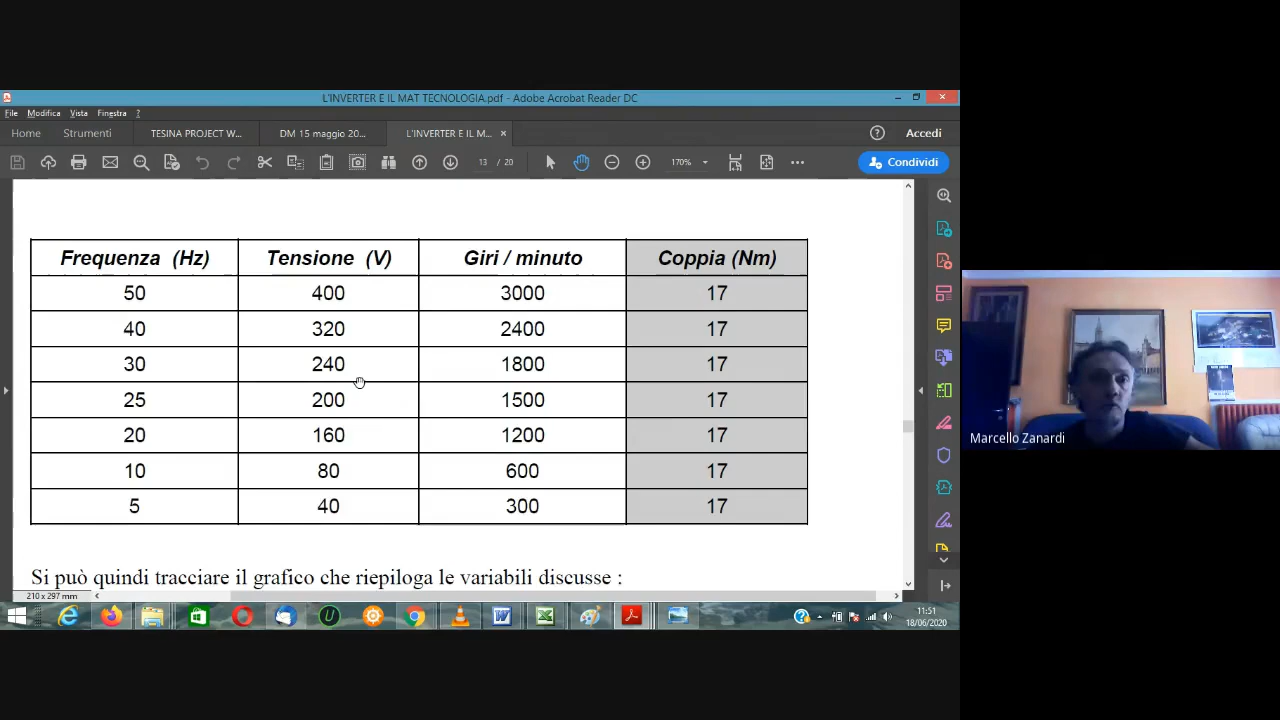 L'INVERTER E IL MAT TECNOLOGIA.pdf - Adobe Acrobat Reader DC
File Modifica Vista Finestra ?
Home Strumenti TESINA PROJECT W... DM 15 maggio 20... L'INVERTER E IL M... × Accedi
13 / 20 170% Condividi
Frequenza (Hz) Tensione (V) Giri / minuto Coppia (Nm)
50 400 3000 17
40 320 2400 17
30 240 1800 17
25 200 1500 17
20 160 1200 17
10 80 600 17
5 40 300 17
Marcello Zanardi
Si può quindi tracciare il grafico che riepiloga le variabili discusse :
210 x 297 mm
11:51
18/06/2020